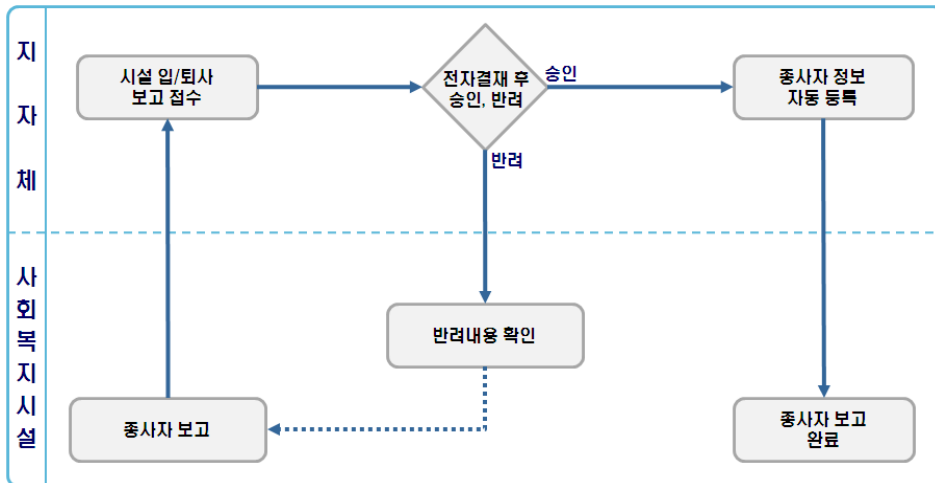 지자체
시설 입/퇴사
보고 접수
전자결재 후
승인, 반려
승인
종사자 정보
자동 등록
반려
사회복지시설
반려내용 확인
종사자 보고
종사자 보고
완료